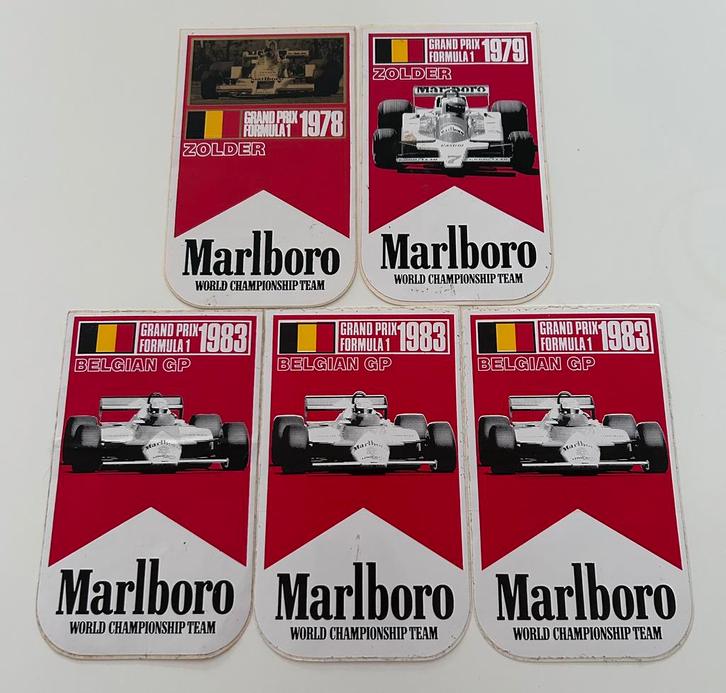 GRAND PRIX
FORMULA 1 1978
ZOLDER
Marlboro
WORLD CHAMPIONSHIP TEAM
GRAND PRIX
FORMULA 1 1979
ZOLDER
Marlboro
Marlboro
Castrol
7
Marlboro
WORLD CHAMPIONSHIP TEAM
GRAND PRIX
FORMULA 1 1983
BELGIAN GP
Marlboro
Marlboro
WORLD CHAMPIONSHIP TEAM
GRAND PRIX
FORMULA 1 1983
BELGIAN GP
Marlboro
Marlboro
WORLD CHAMPIONSHIP TEAM
GRAND PRIX
FORMULA 1 1983
BELGIAN GP
Marlboro
Marlboro
WORLD CHAMPIONSHIP TEAM